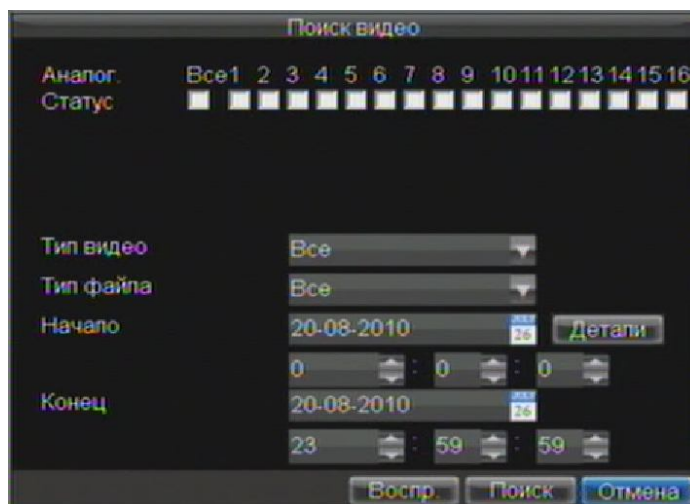 Поиск видео
Аналог. Все 1 2 3 4 5 6 7 8 9 10 11 12 13 14 15 16
Статус
Тип видео Все
Тип файла Все
Начало 20-08-2010 26 Детали
0 : 0 : 0
Конец 20-08-2010 26
23 : 59 : 59
Воспр. Поиск Отмена